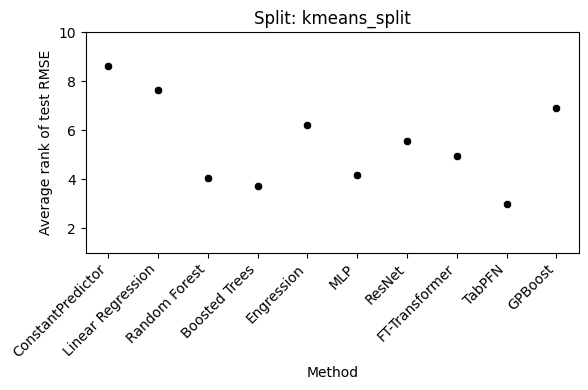 Split: kmeans_split
Average rank of test RMSE
10
8
6
4
2
ConstantPredictor
Linear Regression
Random Forest
Boosted Trees
Engression
MLP
ResNet
FT-Transformer
TabPFN
GPBoost
Method